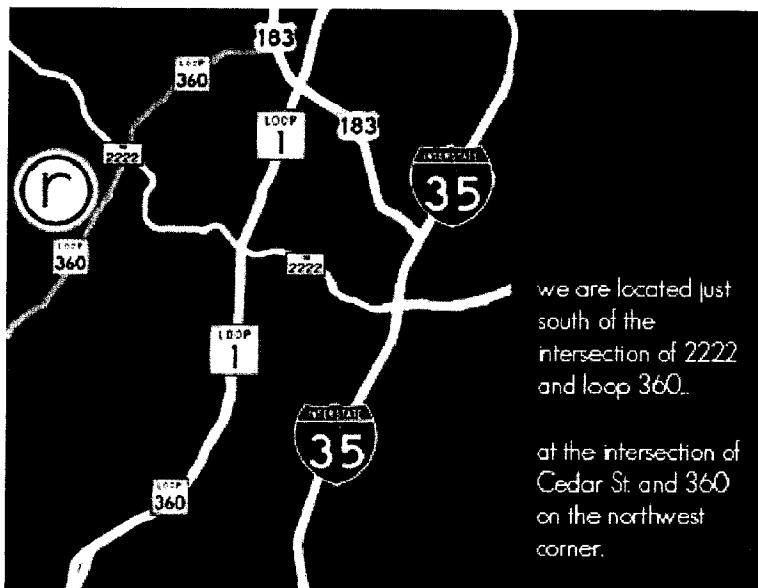 183
LOOP
360
LOOP
1
183
2222
INTERSTATE
35
r
LOOP
360
2222
we are located just
south of the
intersection of 2222
and loop 360...
LOOP
1
INTERSTATE
35
at the intersection of
Cedar St. and 360
on the northwest
corner.
LOOP
360